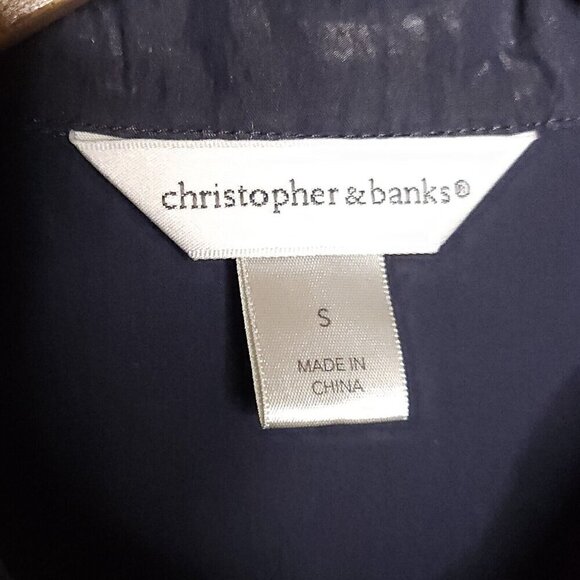 christopher & banks®
S
MADE IN
CHINA